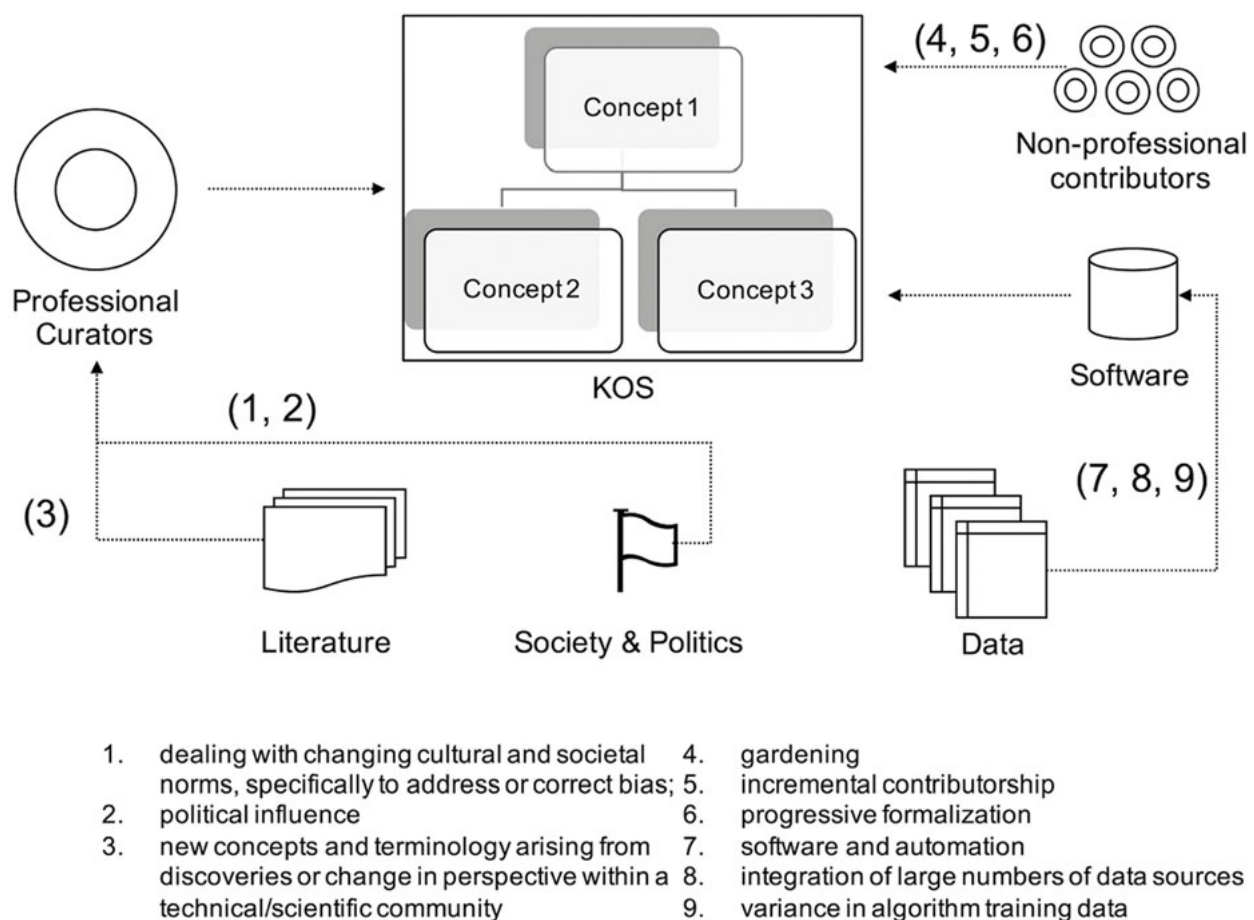 (4, 5, 6)
Concept 1
Non-professional
contributors
Concept 2
Concept 3
Professional
Curators
KOS
Software
(1, 2)
(7, 8, 9)
(3)
Literature
Society & Politics
Data
1. dealing with changing cultural and societal
norms, specifically to address or correct bias;
2. political influence
3. new concepts and terminology arising from
discoveries or change in perspective within a
technical/scientific community
4. gardening
5. incremental contributorship
6. progressive formalization
7. software and automation
8. integration of large numbers of data sources
9. variance in algorithm training data